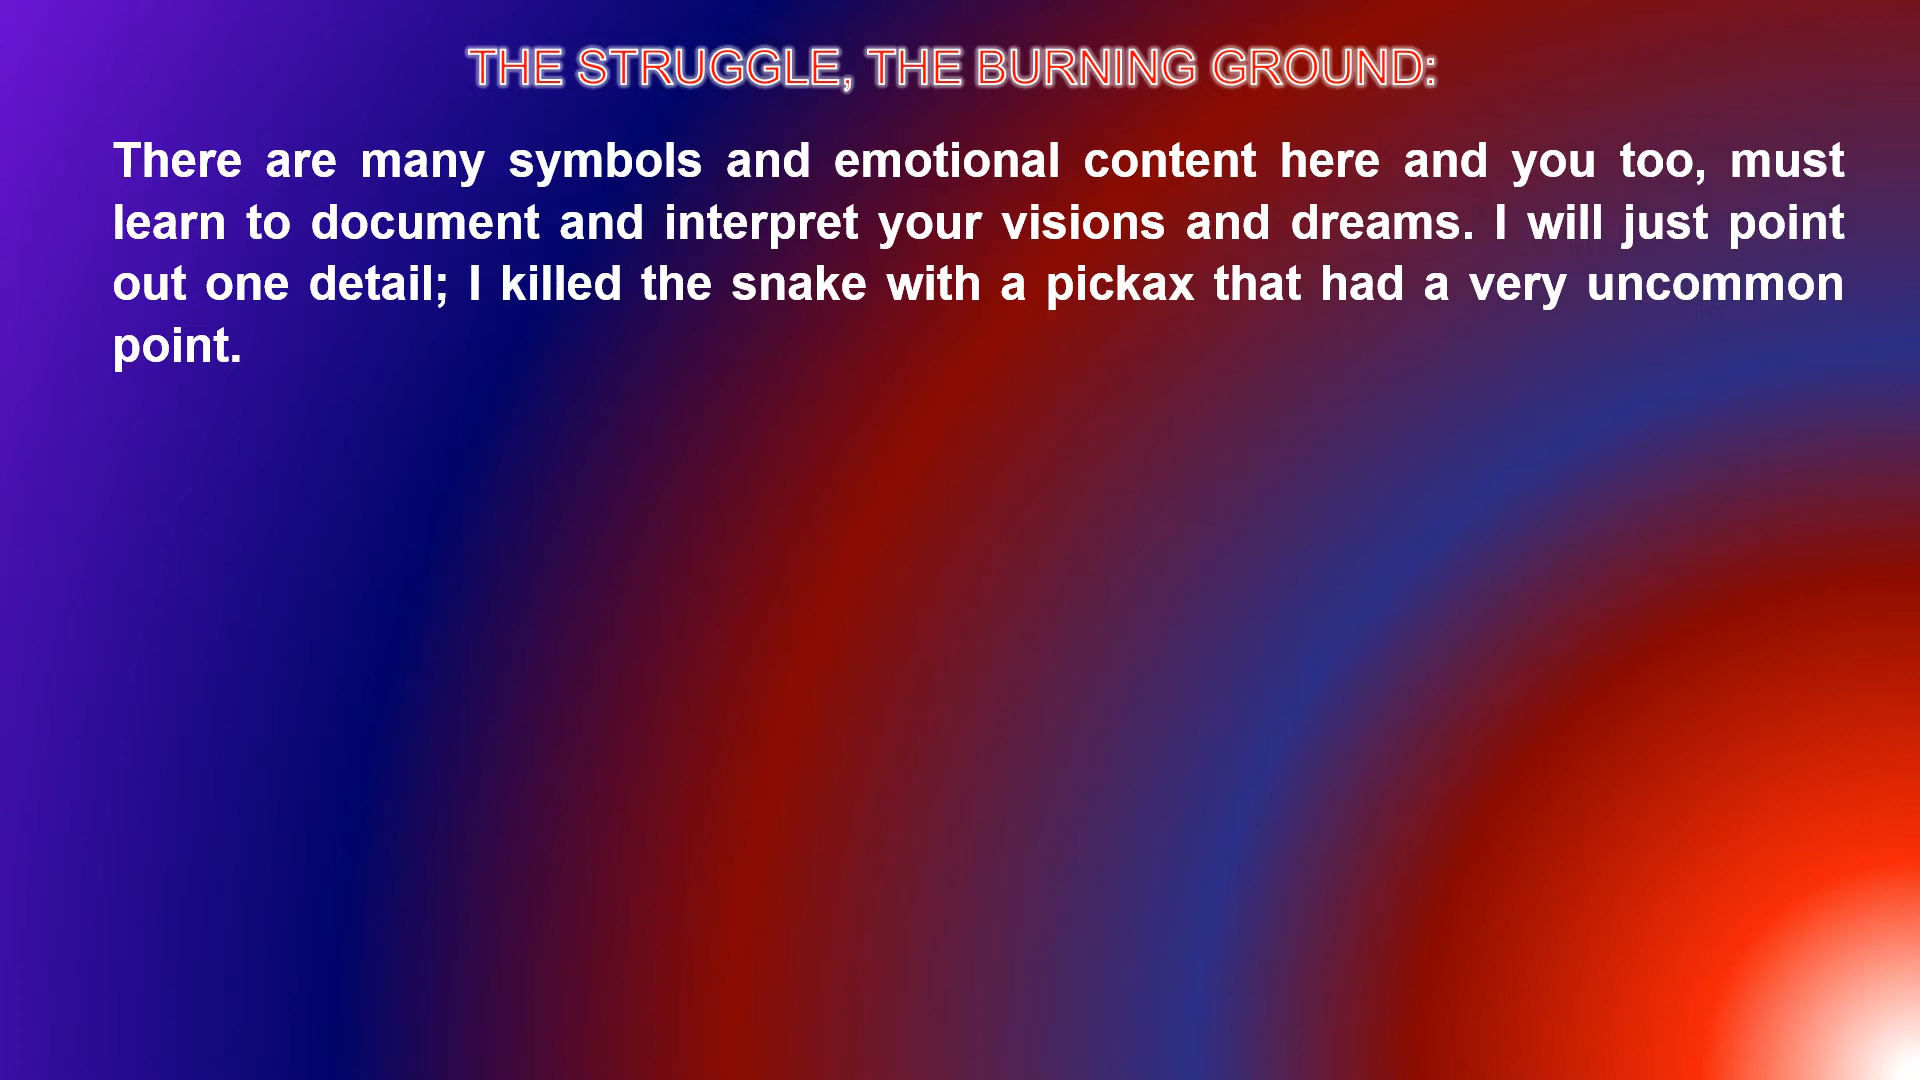 THE STRUGGLE, THE BURNING GROUND:
There are many symbols and emotional content here and you too, must
learn to document and interpret your visions and dreams. I will just point
out one detail; I killed the snake with a pickax that had a very uncommon
point.